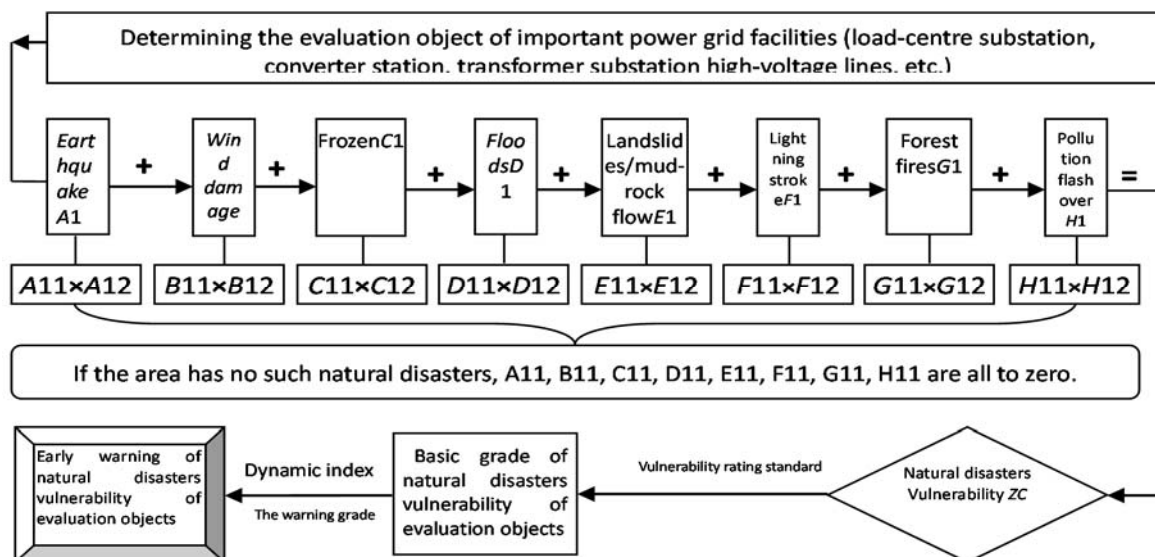 Determining the evaluation object of important power grid facilities (load-centre substation,
converter station, transformer substation high-voltage lines, etc.)
Eart
hqu
ake
A1
+
Win
d
dam
age
+
FrozenC1
+
Floo
dsD
1
+
Landslid
es/mud-
rock
flowE1
+
Light
ning
strok
eF1
+
Forest
firesG1
+
Pollu
tion
flash
over
H1
=
A11×A12
B11×B12
C11×C12
D11×D12
E11×E12
F11×F12
G11×G12
H11×H12
If the area has no such natural disasters, A11, B11, C11, D11, E11, F11, G11, H11 are all to zero.
Early warning of
natural disasters
vulnerability of
evaluation objects
Dynamic index
The warning grade
Basic grade of
natural disasters
vulnerability of
evaluation objects
Vulnerability rating standard
Natural disasters
Vulnerability ZC